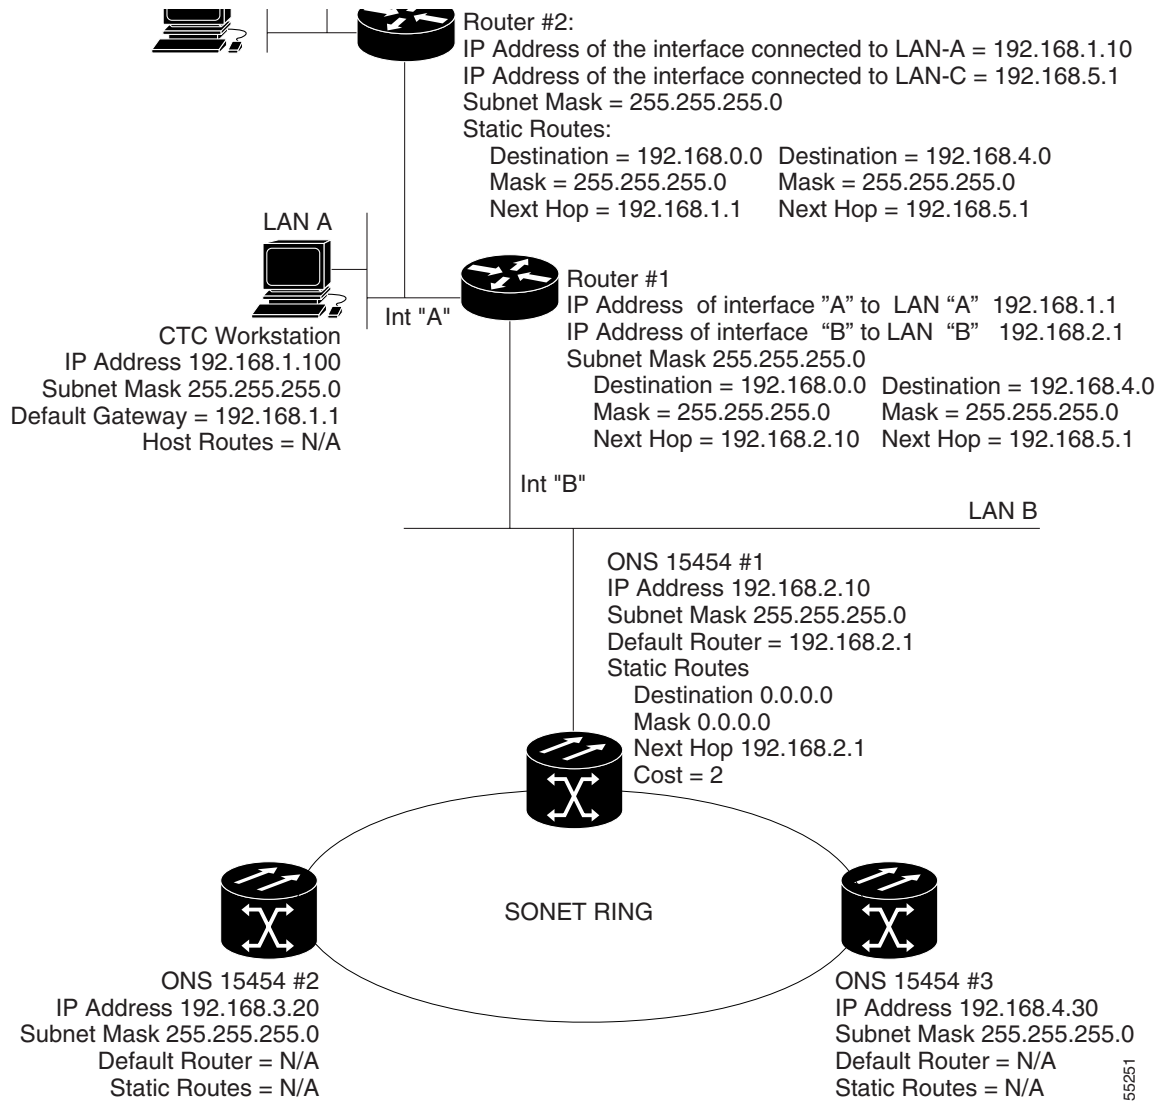 Router #2:
IP Address of the interface connected to LAN-A = 192.168.1.10
IP Address of the interface connected to LAN-C = 192.168.5.1
Subnet Mask = 255.255.255.0
Static Routes:
Destination = 192.168.0.0 Destination = 192.168.4.0
Mask = 255.255.255.0 Mask = 255.255.255.0
Next Hop = 192.168.1.1 Next Hop = 192.168.5.1
LAN A
Int "A"
CTC Workstation
IP Address 192.168.1.100
Subnet Mask 255.255.255.0
Default Gateway = 192.168.1.1
Host Routes = N/A
Router #1
IP Address of interface ”A” to LAN “A” 192.168.1.1
IP Address of interface “B” to LAN “B” 192.168.2.1
Subnet Mask 255.255.255.0
Destination = 192.168.0.0 Destination = 192.168.4.0
Mask = 255.255.255.0 Mask = 255.255.255.0
Next Hop = 192.168.2.10 Next Hop = 192.168.5.1
Int "B"
LAN B
ONS 15454 #1
IP Address 192.168.2.10
Subnet Mask 255.255.255.0
Default Router = 192.168.2.1
Static Routes
Destination 0.0.0.0
Mask 0.0.0.0
Next Hop 192.168.2.1
Cost = 2
SONET RING
ONS 15454 #2
IP Address 192.168.3.20
Subnet Mask 255.255.255.0
Default Router = N/A
Static Routes = N/A
ONS 15454 #3
IP Address 192.168.4.30
Subnet Mask 255.255.255.0
Default Router = N/A
Static Routes = N/A
55251